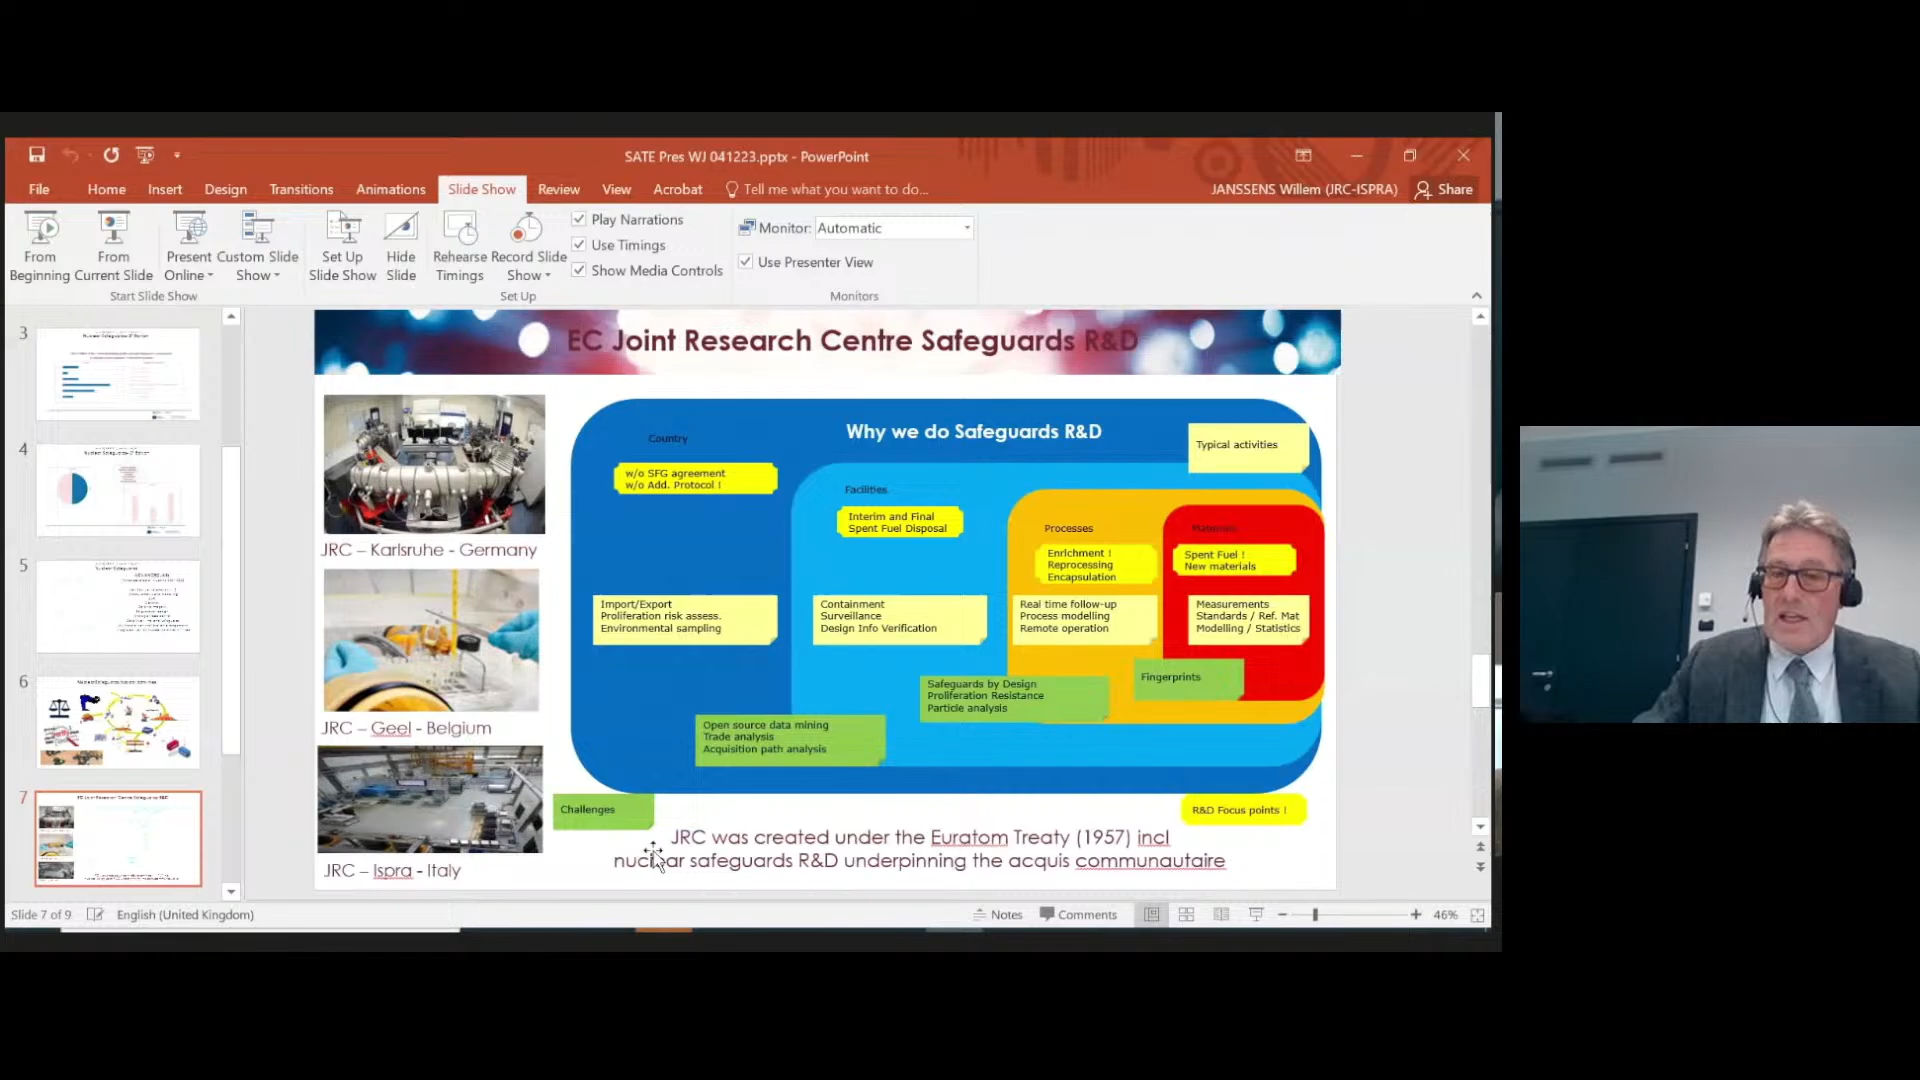 SATE Pres WJ 041223.pptx - PowerPoint
File Home Insert Design Transitions Animations Slide Show Review View Acrobat Tell me what you want to do...
JANSSENS Willem (JRC-ISPRA) Share
From Beginning
From Current Slide
Present Online
Custom Slide Show
Start Slide Show
Set Up Slide Show
Hide Slide
Rehearse Timings
Record Slide Show
Play Narrations
Use Timings
Show Media Controls
Set Up
Monitor: Automatic
Use Presenter View
Monitors
3
4
5
6
7
EC Joint Research Centre Safeguards R&D
JRC – Karlsruhe - Germany
JRC – Geel - Belgium
JRC – Ispra - Italy
Why we do Safeguards R&D
Typical activities
Country
w/o SFG agreement
w/o Add. Protocol !
Import/Export
Proliferation risk assess.
Environmental sampling
Facilities
Interim and Final
Spent Fuel Disposal
Containment
Surveillance
Design Info Verification
Processes
Enrichment !
Reprocessing
Encapsulation
Real time follow-up
Process modelling
Remote operation
Materials
Spent Fuel !
New materials
Measurements
Standards / Ref. Mat
Modelling / Statistics
Fingerprints
Safeguards by Design
Proliferation Resistance
Particle analysis
Open source data mining
Trade analysis
Acquisition path analysis
Challenges
R&D Focus points !
JRC was created under the Euratom Treaty (1957) incl
nuclear safeguards R&D underpinning the acquis communautaire
Slide 7 of 9 English (United Kingdom)
Notes Comments 46%